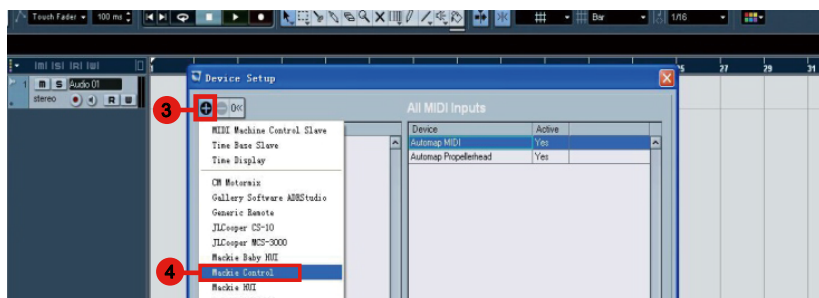 Touch Fader 100 ms Bar 1/16
27 29 31
M S Audio 01
stereo R W
Device Setup
3
All MIDI Inputs
Device Active
Automap MIDI Yes
Automap Propellerhead Yes
MIDI Machine Control Slave
Time Base Slave
Time Display
CM Motormix
Gallery Software ADRStudio
Generic Remote
JLCooper CS-10
JLCooper MCS-3000
Mackie Baby HUI
4
Mackie Control
Mackie HUI